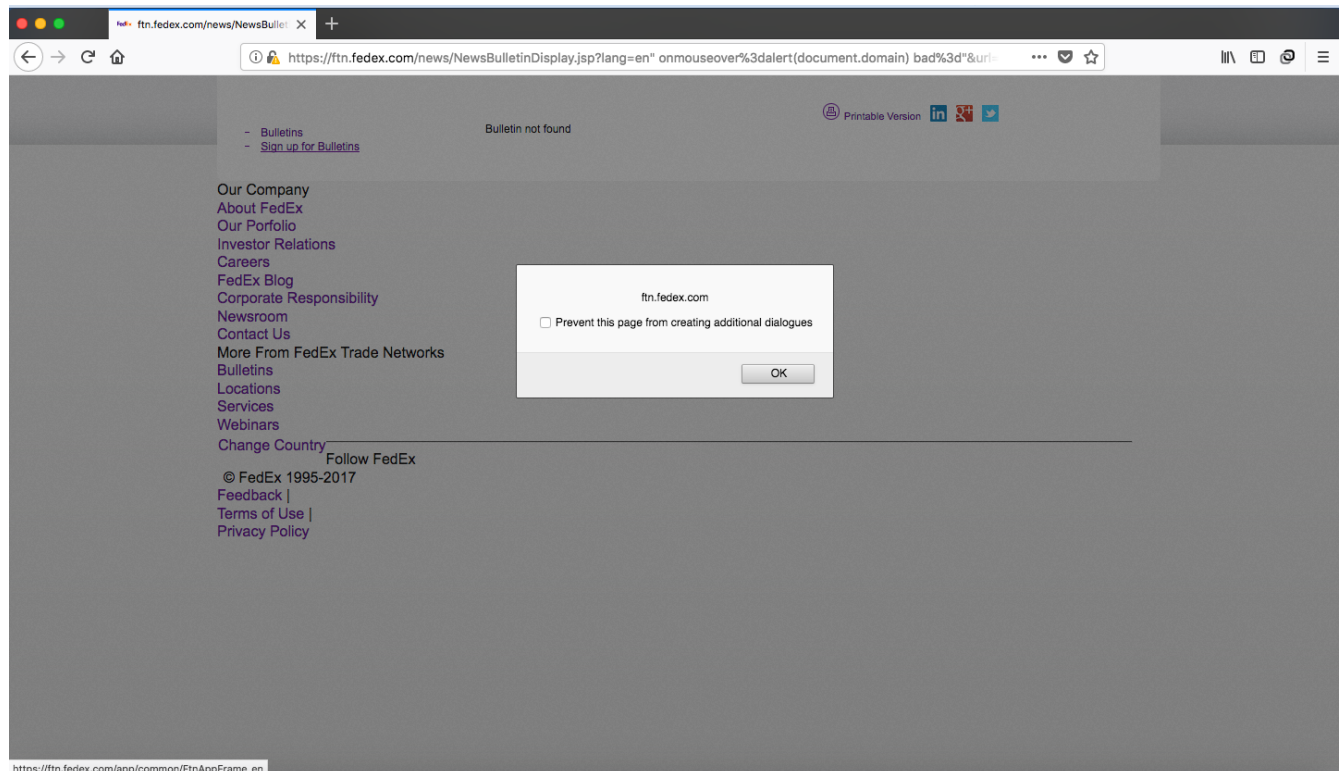 FedEx ftn.fedex.com/news/NewsBullet
https://ftn.fedex.com/news/NewsBulletinDisplay.jsp?lang=en" onmouseover%3dalert(document.domain) bad%3d"&url=
Printable Version in
- Bulletins
Bulletin not found
- Sign up for Bulletins
Our Company
About FedEx
Our Porfolio
Investor Relations
Careers
FedEx Blog
Corporate Responsibility
Newsroom
Contact Us
More From FedEx Trade Networks
Bulletins
Locations
Services
Webinars
Change Country
Follow FedEx
© FedEx 1995-2017
Feedback |
Terms of Use |
Privacy Policy
ftn.fedex.com
Prevent this page from creating additional dialogues
OK
https://ftn.fedex.com/app/common/FtnAppFrame_en